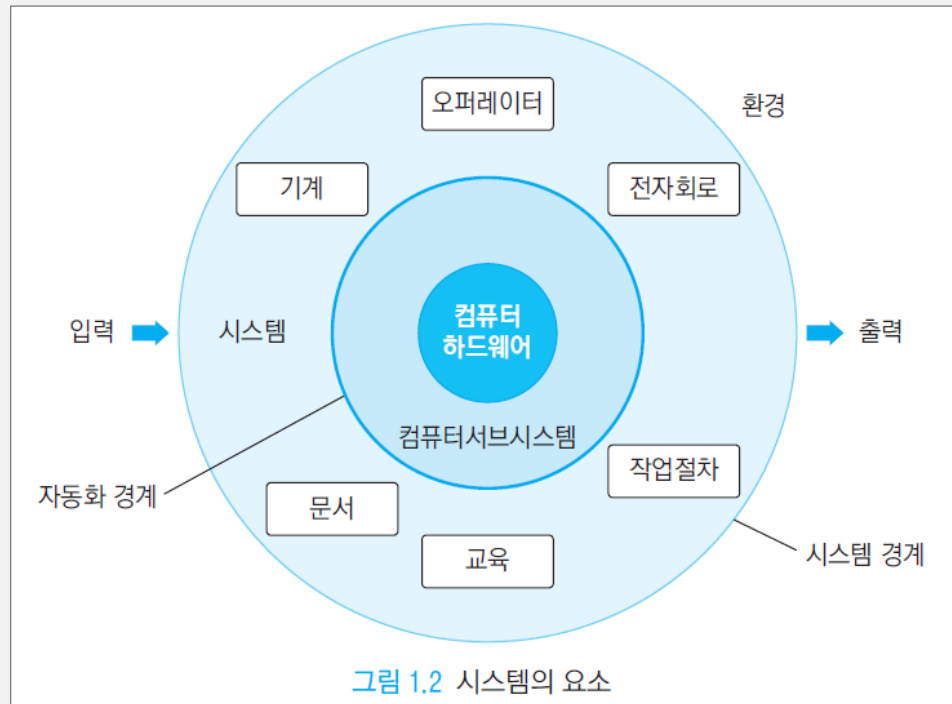 오퍼레이터
환경
기계
전자회로
입력
시스템
컴퓨터
하드웨어
출력
컴퓨터서브시스템
자동화 경계
문서
작업절차
교육
시스템 경계
그림 1.2 시스템의 요소